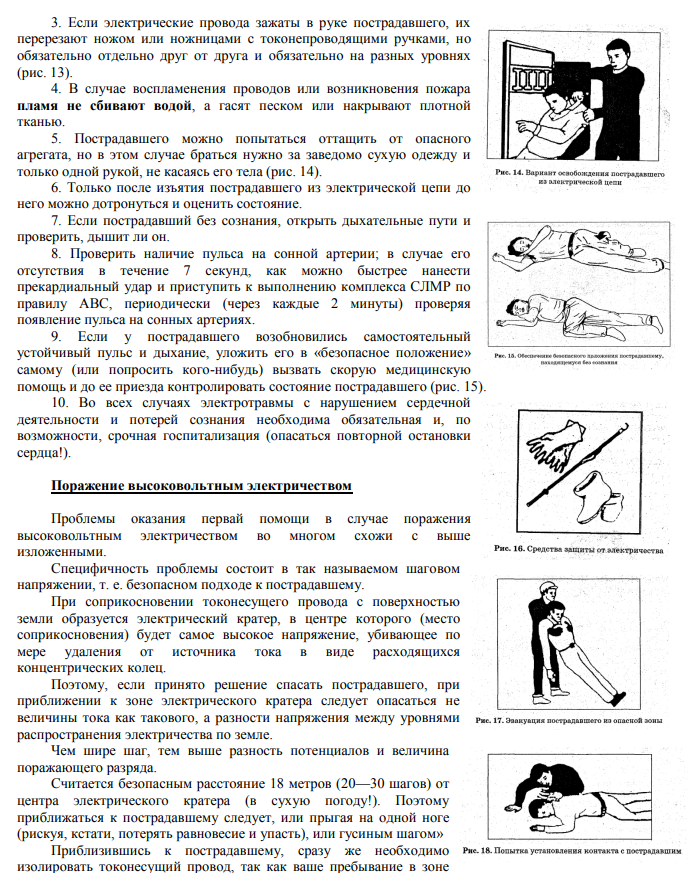 3. Если электрические провода зажаты в руке пострадавшего, их
перерезают ножом или ножницами с токонепроводящими ручками, но
обязательно отдельно друг от друга и обязательно на разных уровнях
(рис. 13).
4. В случае воспламенения проводов или возникновения пожара
пламя не сбивают водой, а гасят песком или накрывают плотной
тканью.
5. Пострадавшего можно попытаться оттащить от опасного
агрегата, но в этом случае браться нужно за заведомо сухую одежду и
только одной рукой, не касаясь его тела (рис. 14).
6. Только после изъятия пострадавшего из электрической цепи до
него можно дотронуться и оценить состояние.
7. Если пострадавший без сознания, открыть дыхательные пути и
проверить, дышит ли он.
8. Проверить наличие пульса на сонной артерии; в случае его
отсутствия в течение 7 секунд, как можно быстрее нанести
прекардиальный удар и приступить к выполнению комплекса СЛМР по
правилу АВС, периодически (через каждые 2 минуты) проверяя
появление пульса на сонных артериях.
9. Если у пострадавшего возобновились самостоятельный
устойчивый пульс и дыхание, уложить его в «безопасное положение»
самому (или попросить кого-нибудь) вызвать скорую медицинскую
помощь и до ее приезда контролировать состояние пострадавшего (рис. 15).
10. Во всех случаях электротравмы с нарушением сердечной
деятельности и потерей сознания необходима обязательная и, по
возможности, срочная госпитализация (опасаться повторной остановки
сердца!).
Поражение высоковольтным электричеством
Проблемы оказания первай помощи в случае поражения
высоковольтным электричеством во многом схожи с выше
изложенными.
Специфичность проблемы состоит в так называемом шаговом
напряжении, т. е. безопасном подходе к пострадавшему.
При соприкосновении токонесущего провода с поверхностью
земли образуется электрический кратер, в центре которого (место
соприкосновения) будет самое высокое напряжение, убивающее по
мере удаления от источника тока в виде расходящихся
концентрических колец.
Поэтому, если принято решение спасать пострадавшего, при
приближении к зоне электрического кратера следует опасаться не
величины тока как такового, а разности напряжения между уровнями
распространения электричества по земле.
Чем шире шаг, тем выше разность потенциалов и величина
поражающего разряда.
Считается безопасным расстояние 18 метров (20—30 шагов) от
центра электрического кратера (в сухую погоду!). Поэтому
приближаться к пострадавшему следует, или прыгая на одной ноге
(рискуя, кстати, потерять равновесие и упасть), или гусиным шагом»
Приблизившись к пострадавшему, сразу же необходимо
изолировать токонесущий провод, так как ваше пребывание в зоне
Рис. 14. Вариант освобождения пострадавшего
из электрической цепи
Рис. 15. Обеспечение безопасного положения пострадавшему,
находящемуся без сознания
Рис. 16. Средства защиты от электричества
Рис. 17. Эвакуация пострадавшего из опасной зоны
Рис. 18. Попытка установления контакта с пострадавшим